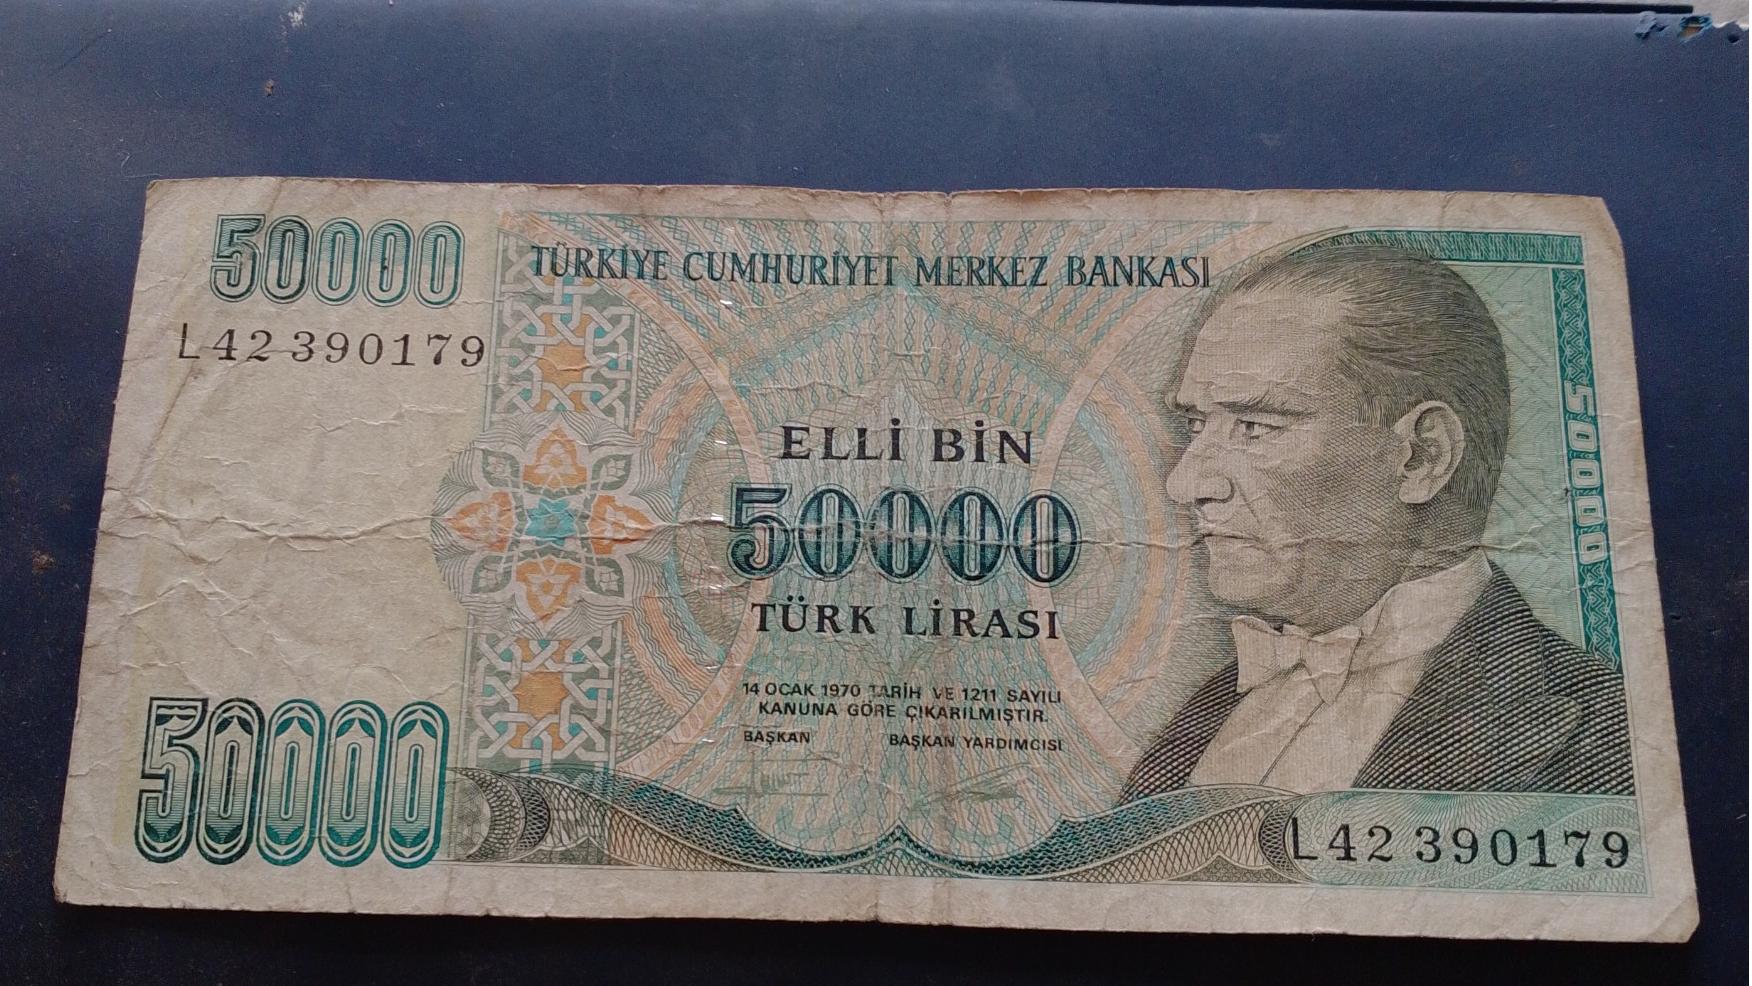 50000
TÜRKİYE CUMHURİYET MERKEZ BANKASI
L42 390179
ELLİ BİN
50000
TÜRK LİRASI
50000
14 OCAK 1970 TARİH VE 1211 SAYILI
KANUNA GÖRE ÇIKARILMIŞTIR.
BAŞKAN BAŞKAN YARDIMCISI
50000
L42 390179